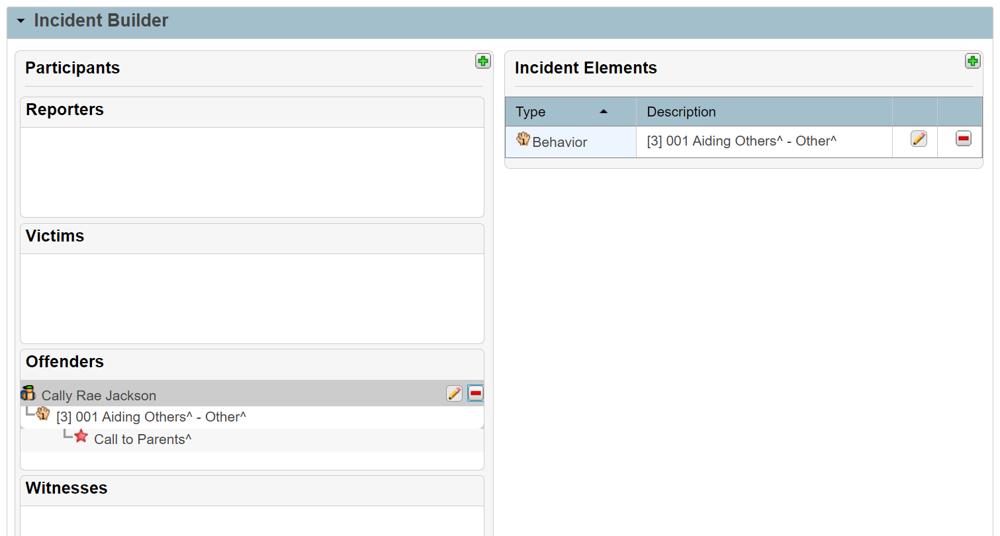 Incident Builder
Participants
Reporters
Victims
Offenders
Cally Rae Jackson
[3] 001 Aiding Others^ - Other^
Call to Parents^
Witnesses
Incident Elements
Type Description
Behavior [3] 001 Aiding Others^ - Other^